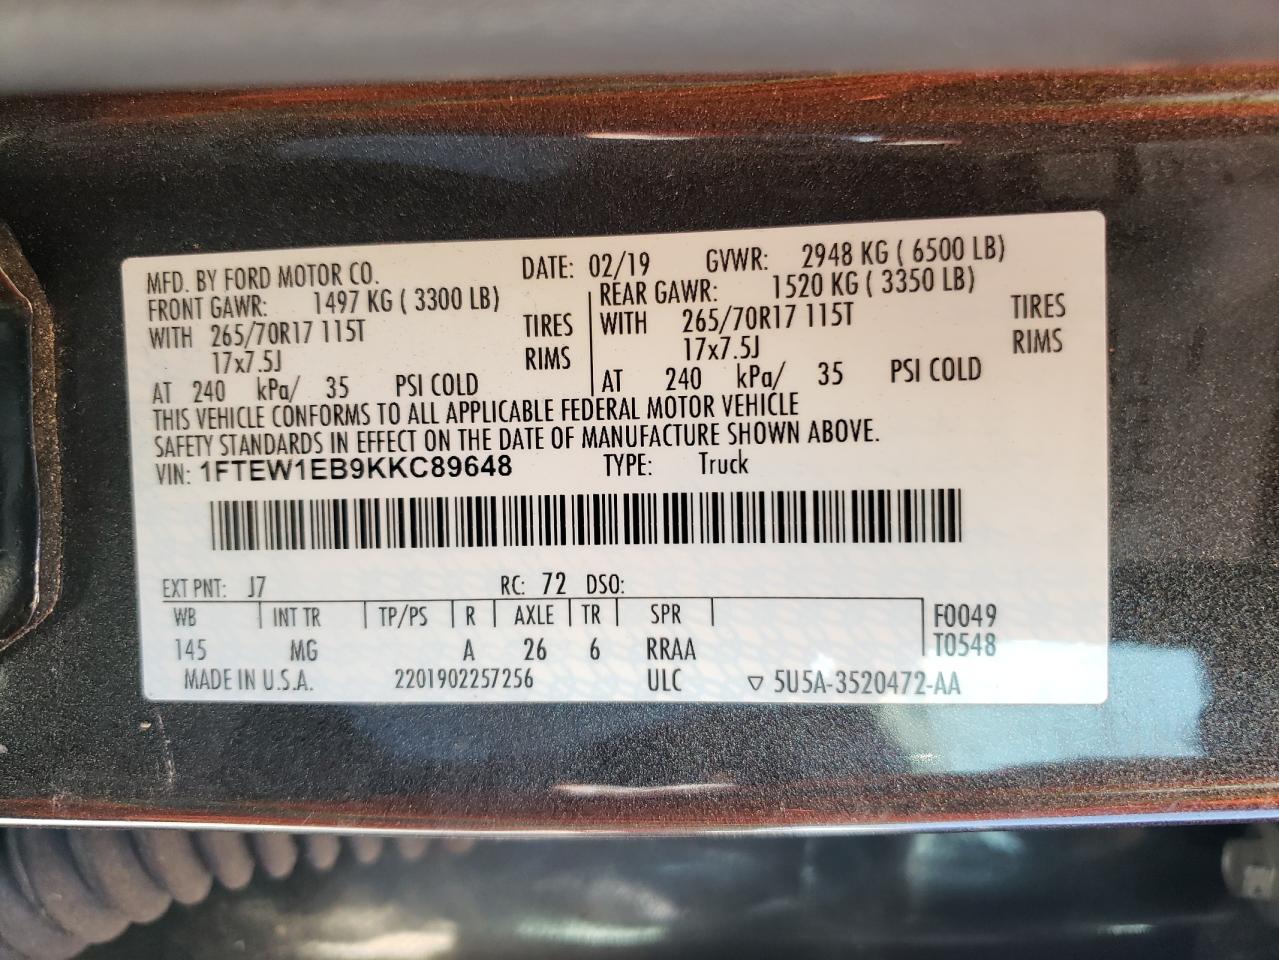 MFD. BY FORD MOTOR CO. DATE: 02/19 GVWR: 2948 KG ( 6500 LB)
FRONT GAWR: 1497 KG ( 3300 LB) REAR GAWR: 1520 KG ( 3350 LB)
WITH 265/70R17 115T TIRES WITH 265/70R17 115T TIRES
17x7.5J RIMS 17x7.5J RIMS
AT 240 kPa/ 35 PSI COLD AT 240 kPa/ 35 PSI COLD
THIS VEHICLE CONFORMS TO ALL APPLICABLE FEDERAL MOTOR VEHICLE
SAFETY STANDARDS IN EFFECT ON THE DATE OF MANUFACTURE SHOWN ABOVE.
VIN: 1FTEW1EB9KKC89648 TYPE: Truck
EXT PNT: J7 RC: 72 DSO:
WB INT TR TP/PS R AXLE TR SPR F0049
145 MG A 26 6 RRAA T0548
MADE IN U.S.A. 2201902257256 ULC ▽ 5U5A-3520472-AA